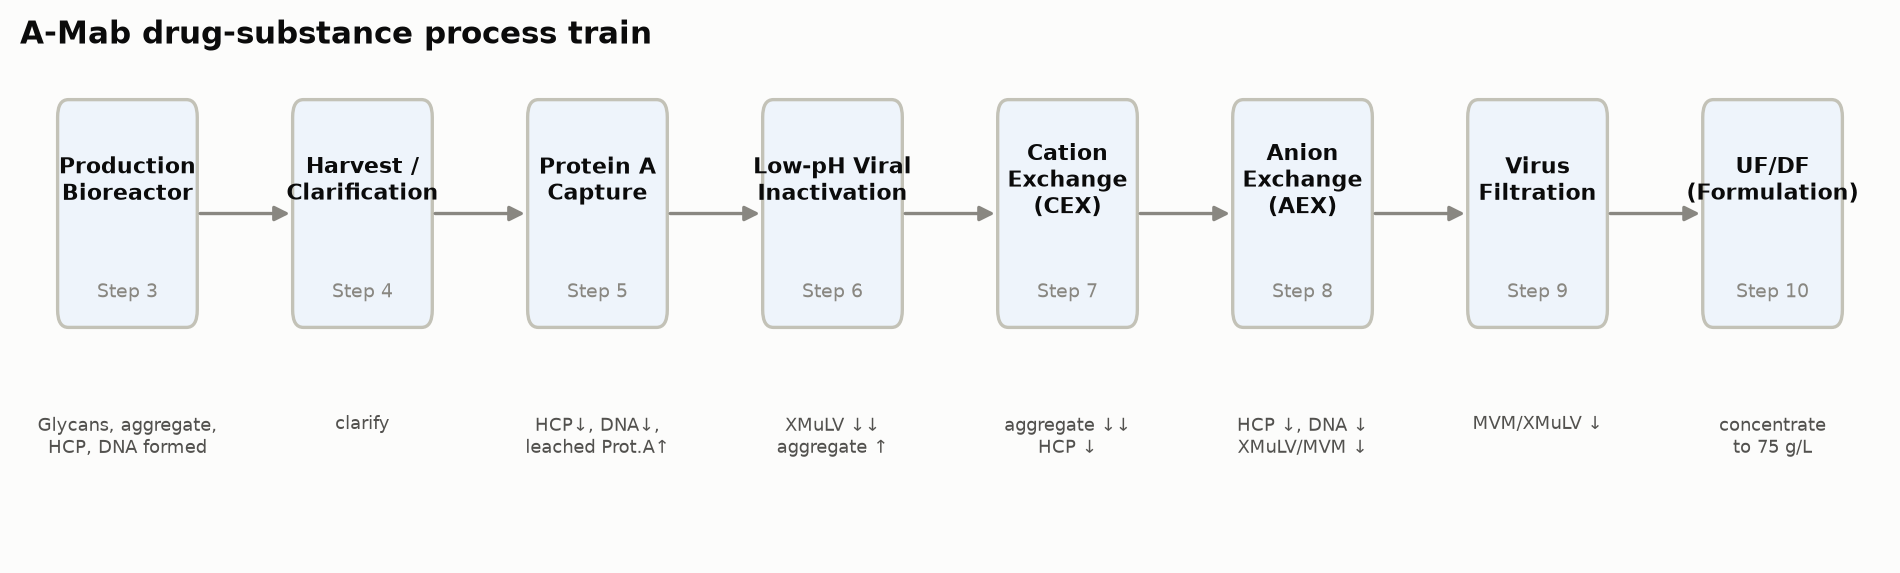 A-Mab drug-substance process train
Production
Bioreactor
Step 3
Glycans, aggregate,
HCP, DNA formed
Harvest /
Clarification
Step 4
clarify
Protein A
Capture
Step 5
HCP↓, DNA↓,
leached Prot.A↑
Low-pH Viral
Inactivation
Step 6
XMuLV ↓↓
aggregate ↑
Cation
Exchange
(CEX)
Step 7
aggregate ↓↓
HCP ↓
Anion
Exchange
(AEX)
Step 8
HCP ↓, DNA ↓
XMuLV/MVM ↓
Virus
Filtration
Step 9
MVM/XMuLV ↓
UF/DF
(Formulation)
Step 10
concentrate
to 75 g/L